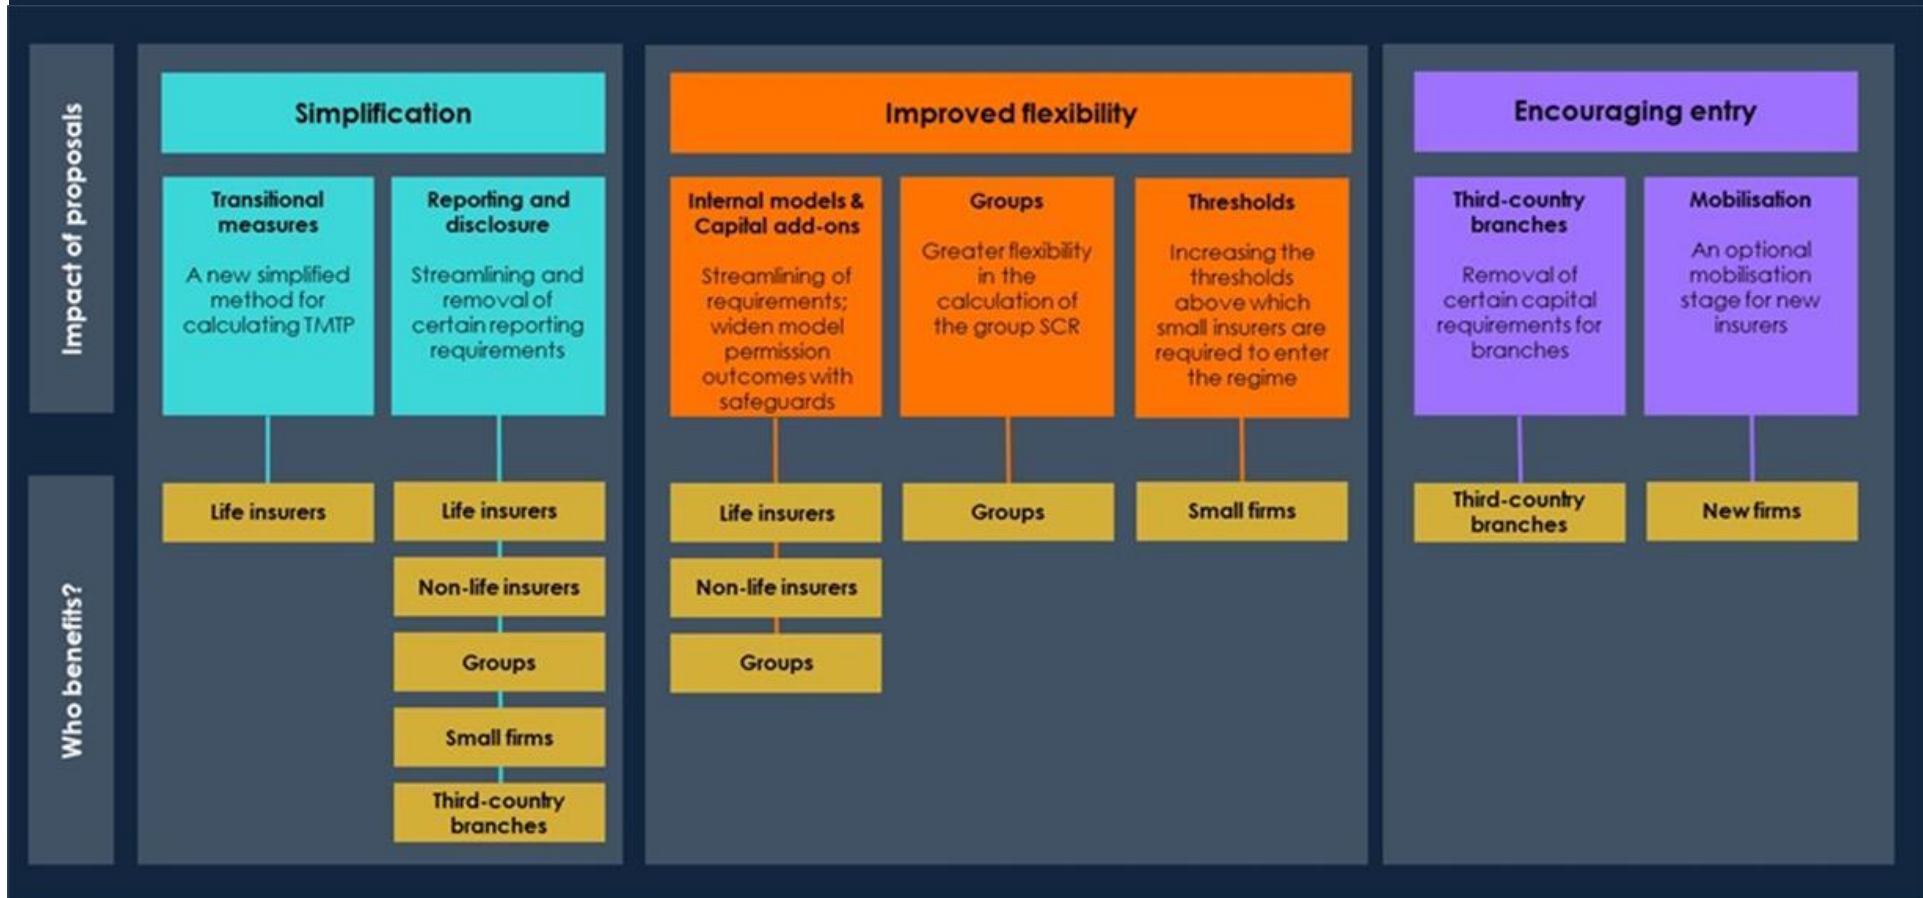 Impact of proposals
Simplification
Transitional
measures
A new simplified
method for
calculating TMTP
Reporting and
disclosure
Streamlining and
removal of
certain reporting
requirements
Improved flexibility
Internal models &
Capital add-ons
Streamlining of
requirements;
widen model
permission
outcomes with
safeguards
Groups
Greater flexibility
in the
calculation of
the group SCR
Thresholds
Increasing the
thresholds
above which
small insurers are
required to enter
the regime
Encouraging entry
Third-country
branches
Removal of
certain capital
requirements for
branches
Mobilisation
An optional
mobilisation
stage for new
insurers
Who benefits?
Life insurers
Life insurers
Non-life insurers
Groups
Small firms
Third-country
branches
Life insurers
Non-life insurers
Groups
Groups
Small firms
Third-country
branches
New firms